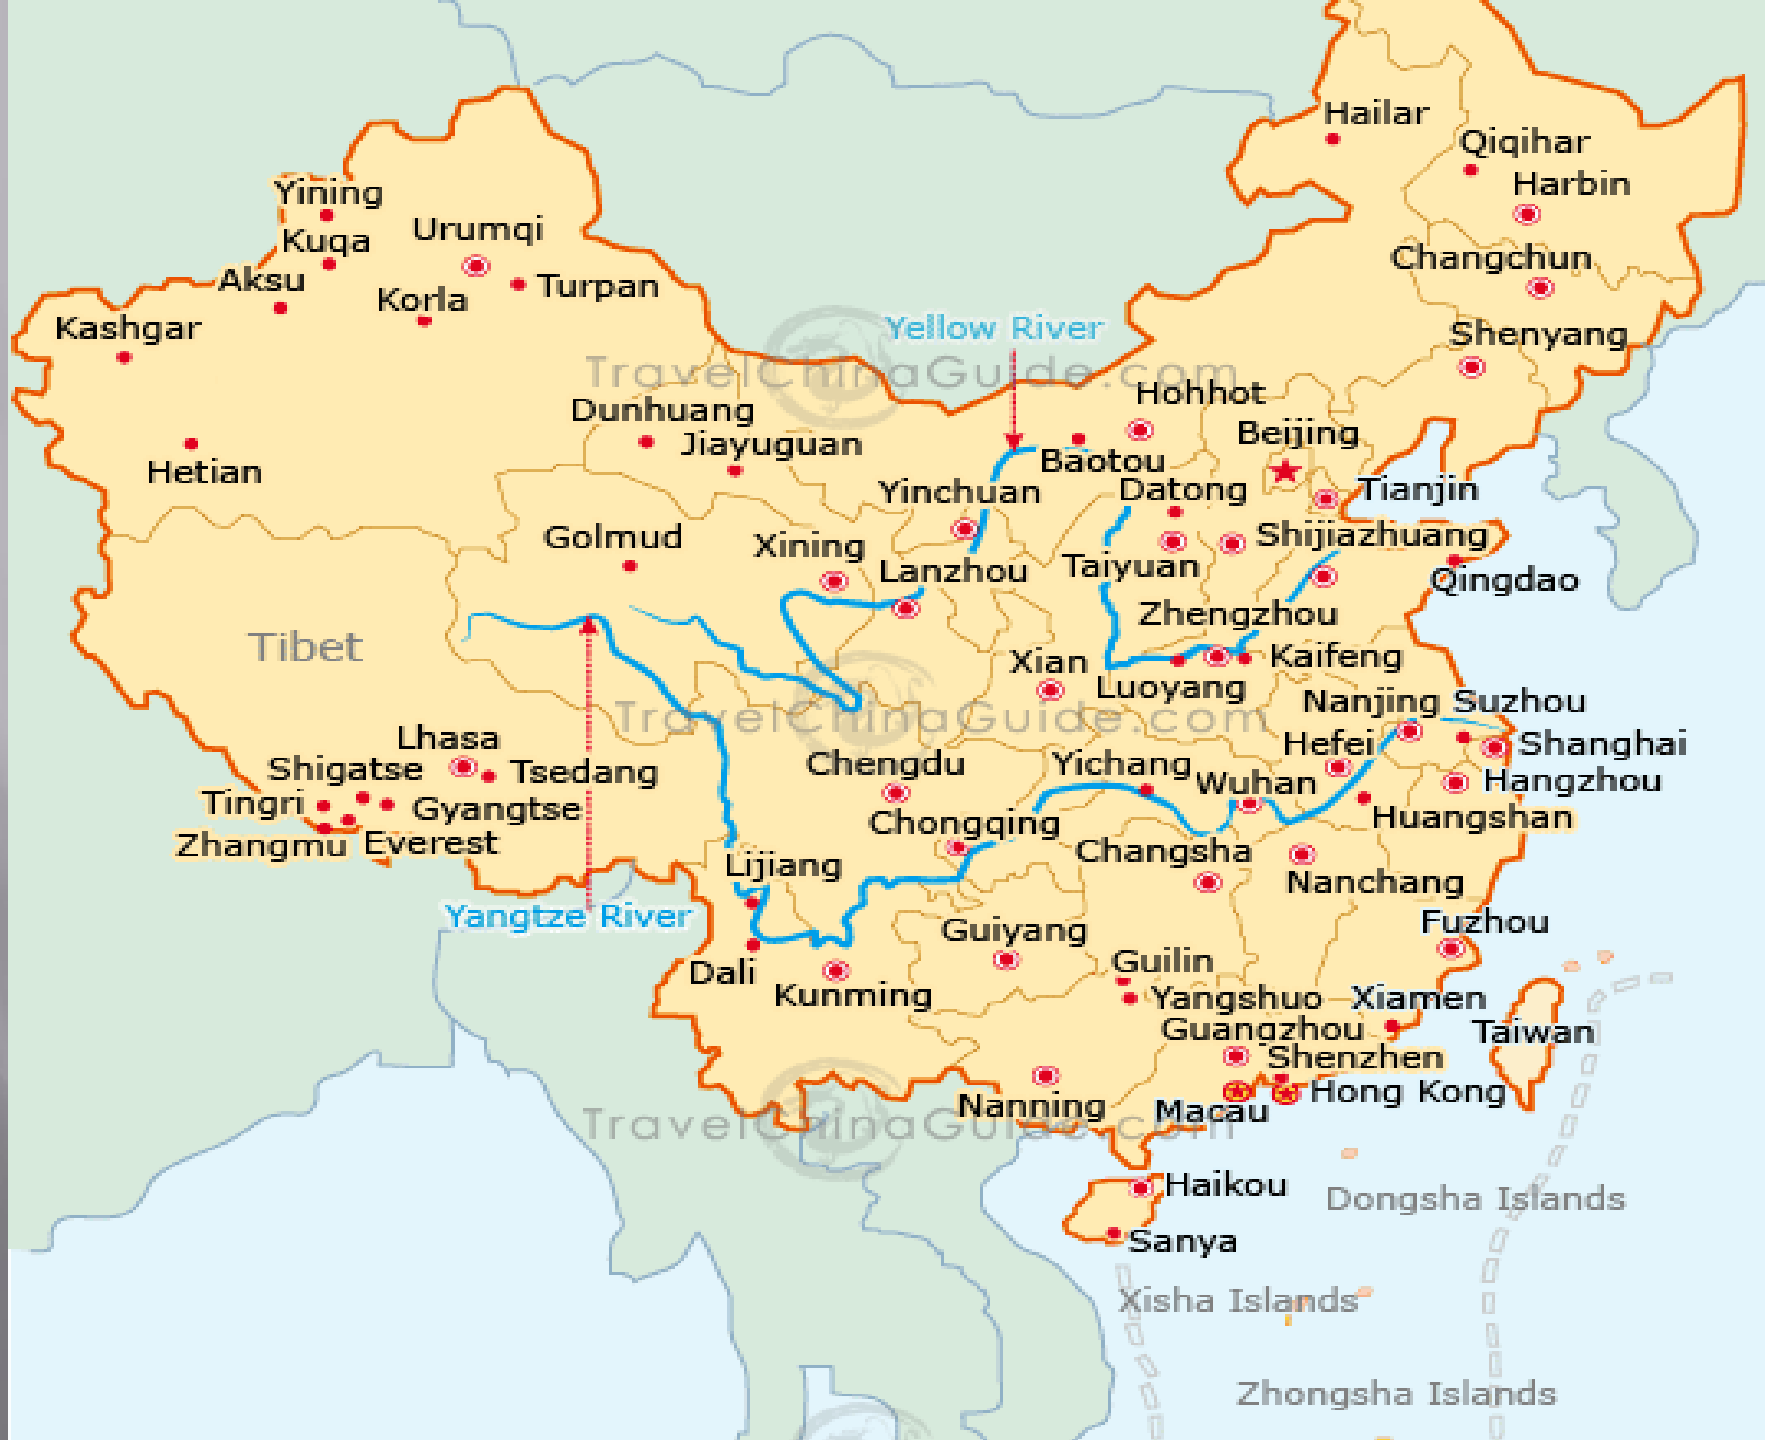 Hailar
Qiqihar
Harbin
Yining
Urumqi
Kuqa
Changchun
Aksu
Turpan
Korla
Kashgar
Yellow River
Shenyang
TravelChinaGuide.com
Hohhot
Dunhuang
Beijing
Jiayuguan
Baotou
Hetian
Yinchuan
Datong
Tianjin
Golmud
Xining
Shijiazhuang
Lanzhou
Taiyuan
Qingdao
Zhengzhou
Tibet
Xian
Kaifeng
Luoyang
Nanjing Suzhou
TravelChinaGuide.com
Lhasa
Hefei
Shanghai
Shigatse
Tsedang
Chengdu
Yichang
Wuhan
Hangzhou
Tingri
Gyangtse
Huangshan
Chongqing
Zhangmu
Everest
Changsha
Lijiang
Nanchang
Yangtze River
Fuzhou
Guiyang
Dali
Guilin
Kunming
Yangshuo
Xiamen
Guangzhou
Taiwan
Shenzhen
Hong Kong
Nanning
Macau
TravelChinaGuide.com
Haikou
Dongsha Islands
Sanya
Xisha Islands
Zhongsha Islands